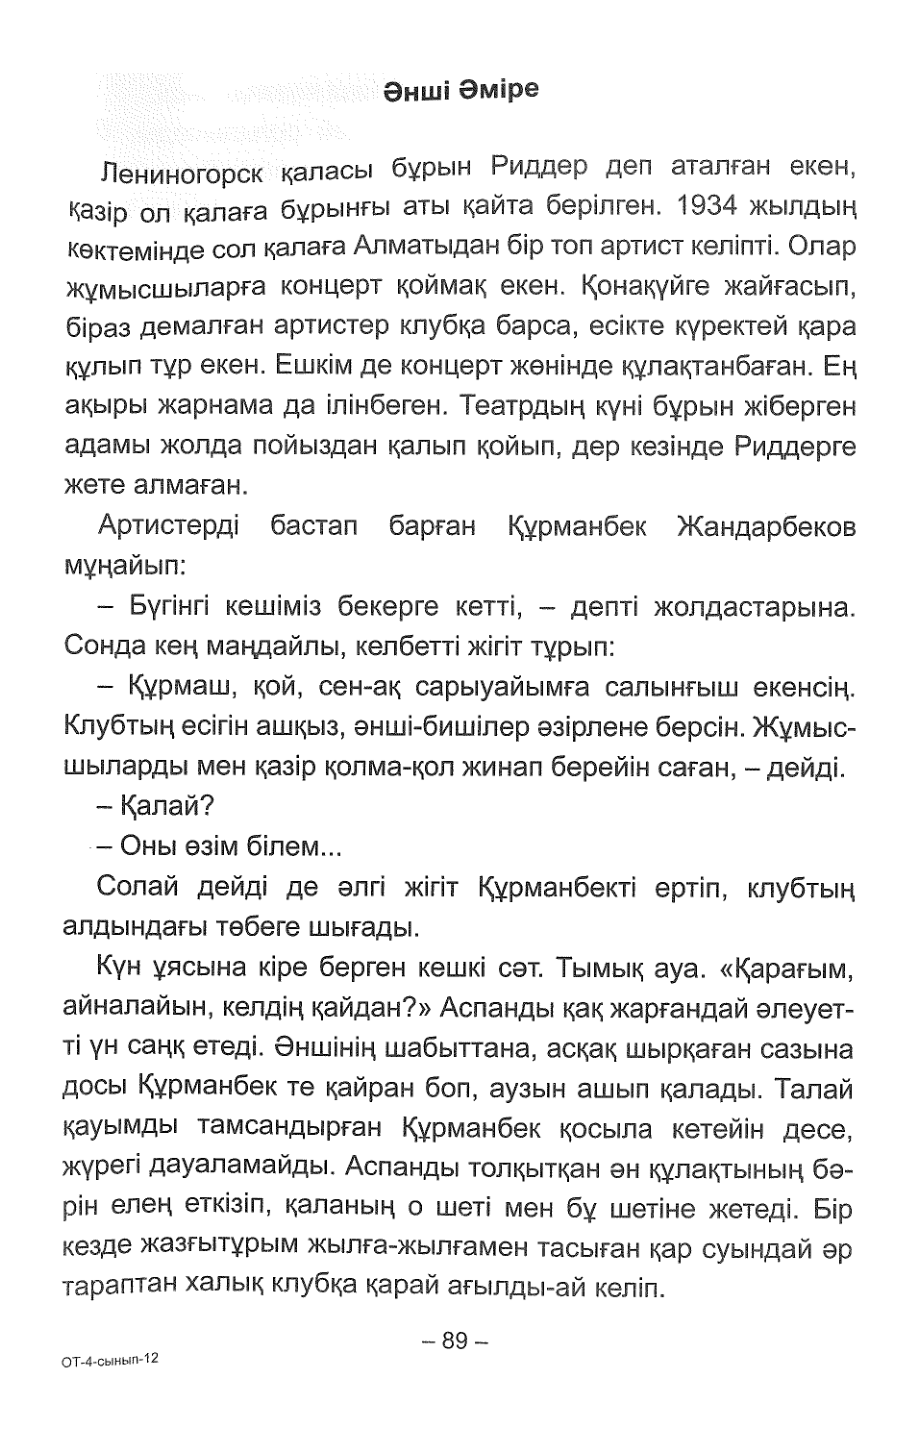 Әнші Әміре
Лениногорск қаласы бұрын Риддер деп аталған екен,
қазір ол қалаға бұрынғы аты қайта берілген. 1934 жылдың
көктемінде сол қалаға Алматыдан бір топ артист келіпті. Олар
жұмысшыларға концерт қоймақ екен. Қонақүйге жайғасып,
біраз демалған артистер клубқа барса, есікте күректей қара
құлып тұр екен. Ешкім де концерт жөнінде құлақтанбаған. Ең
ақыры жарнама да ілінбеген. Театрдың күні бұрын жіберген
адамы жолда пойыздан қалып қойып, дер кезінде Риддерге
жете алмаған.
Артистерді бастап барған Құрманбек Жандарбеков
мұңайып:
– Бүгінгі кешіміз бекерге кетті, – депті жолдастарына.
Сонда кең маңдайлы, келбетті жігіт тұрып:
– Құрмаш, қой, сен-ақ сарыуайымға салынғыш екенсің.
Клубтың есігін ашқыз, әнші-бишілер әзірлене берсін. Жұмыс-
шыларды мен қазір қолма-қол жинап берейін саған, – дейді.
– Қалай?
– Оны өзім білем...
Солай дейді де әлгі жігіт Құрманбекті ертіп, клубтың
алдындағы төбеге шығады.
Күн ұясына кіре берген кешкі сәт. Тымық ауа. «Қарағым,
айналайын, келдің қайдан?» Аспанды қақ жарғандай әлеует-
ті үн саңқ етеді. Әншінің шабыттана, асқақ шырқаған сазына
досы Құрманбек те қайран боп, аузын ашып қалады. Талай
қауымды тамсандырған Құрманбек қосыла кетейін десе,
жүрегі дауаламайды. Аспанды толқытқан ән құлақтының бә-
рін елең еткізіп, қаланың о шеті мен бұ шетіне жетеді. Бір
кезде жазғытұрым жылға-жылғамен тасыған қар суындай әр
тараптан халық клубқа қарай ағылды-ай келіп.
– 89 –
ОТ-4-сынып-12